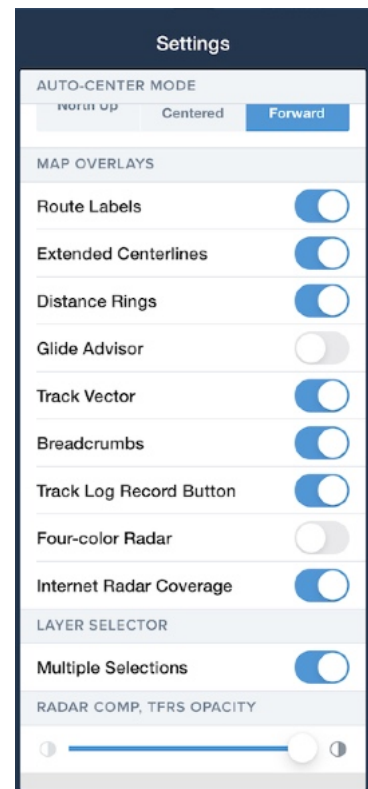 Settings
AUTO-CENTER MODE
North Up Centered Forward
MAP OVERLAYS
Route Labels
Extended Centerlines
Distance Rings
Glide Advisor
Track Vector
Breadcrumbs
Track Log Record Button
Four-color Radar
Internet Radar Coverage
LAYER SELECTOR
Multiple Selections
RADAR COMP, TFRS OPACITY